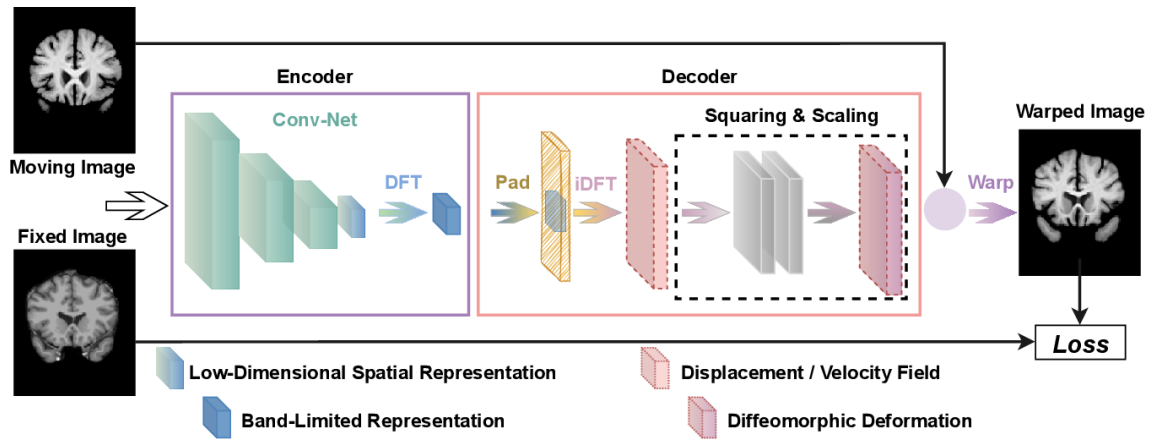 Encoder
Decoder
Conv-Net
Squaring & Scaling
Warped Image
Moving Image
DFT
Pad
iDFT
Warp
Fixed Image
Loss
Low-Dimensional Spatial Representation
Displacement / Velocity Field
Band-Limited Representation
Diffeomorphic Deformation